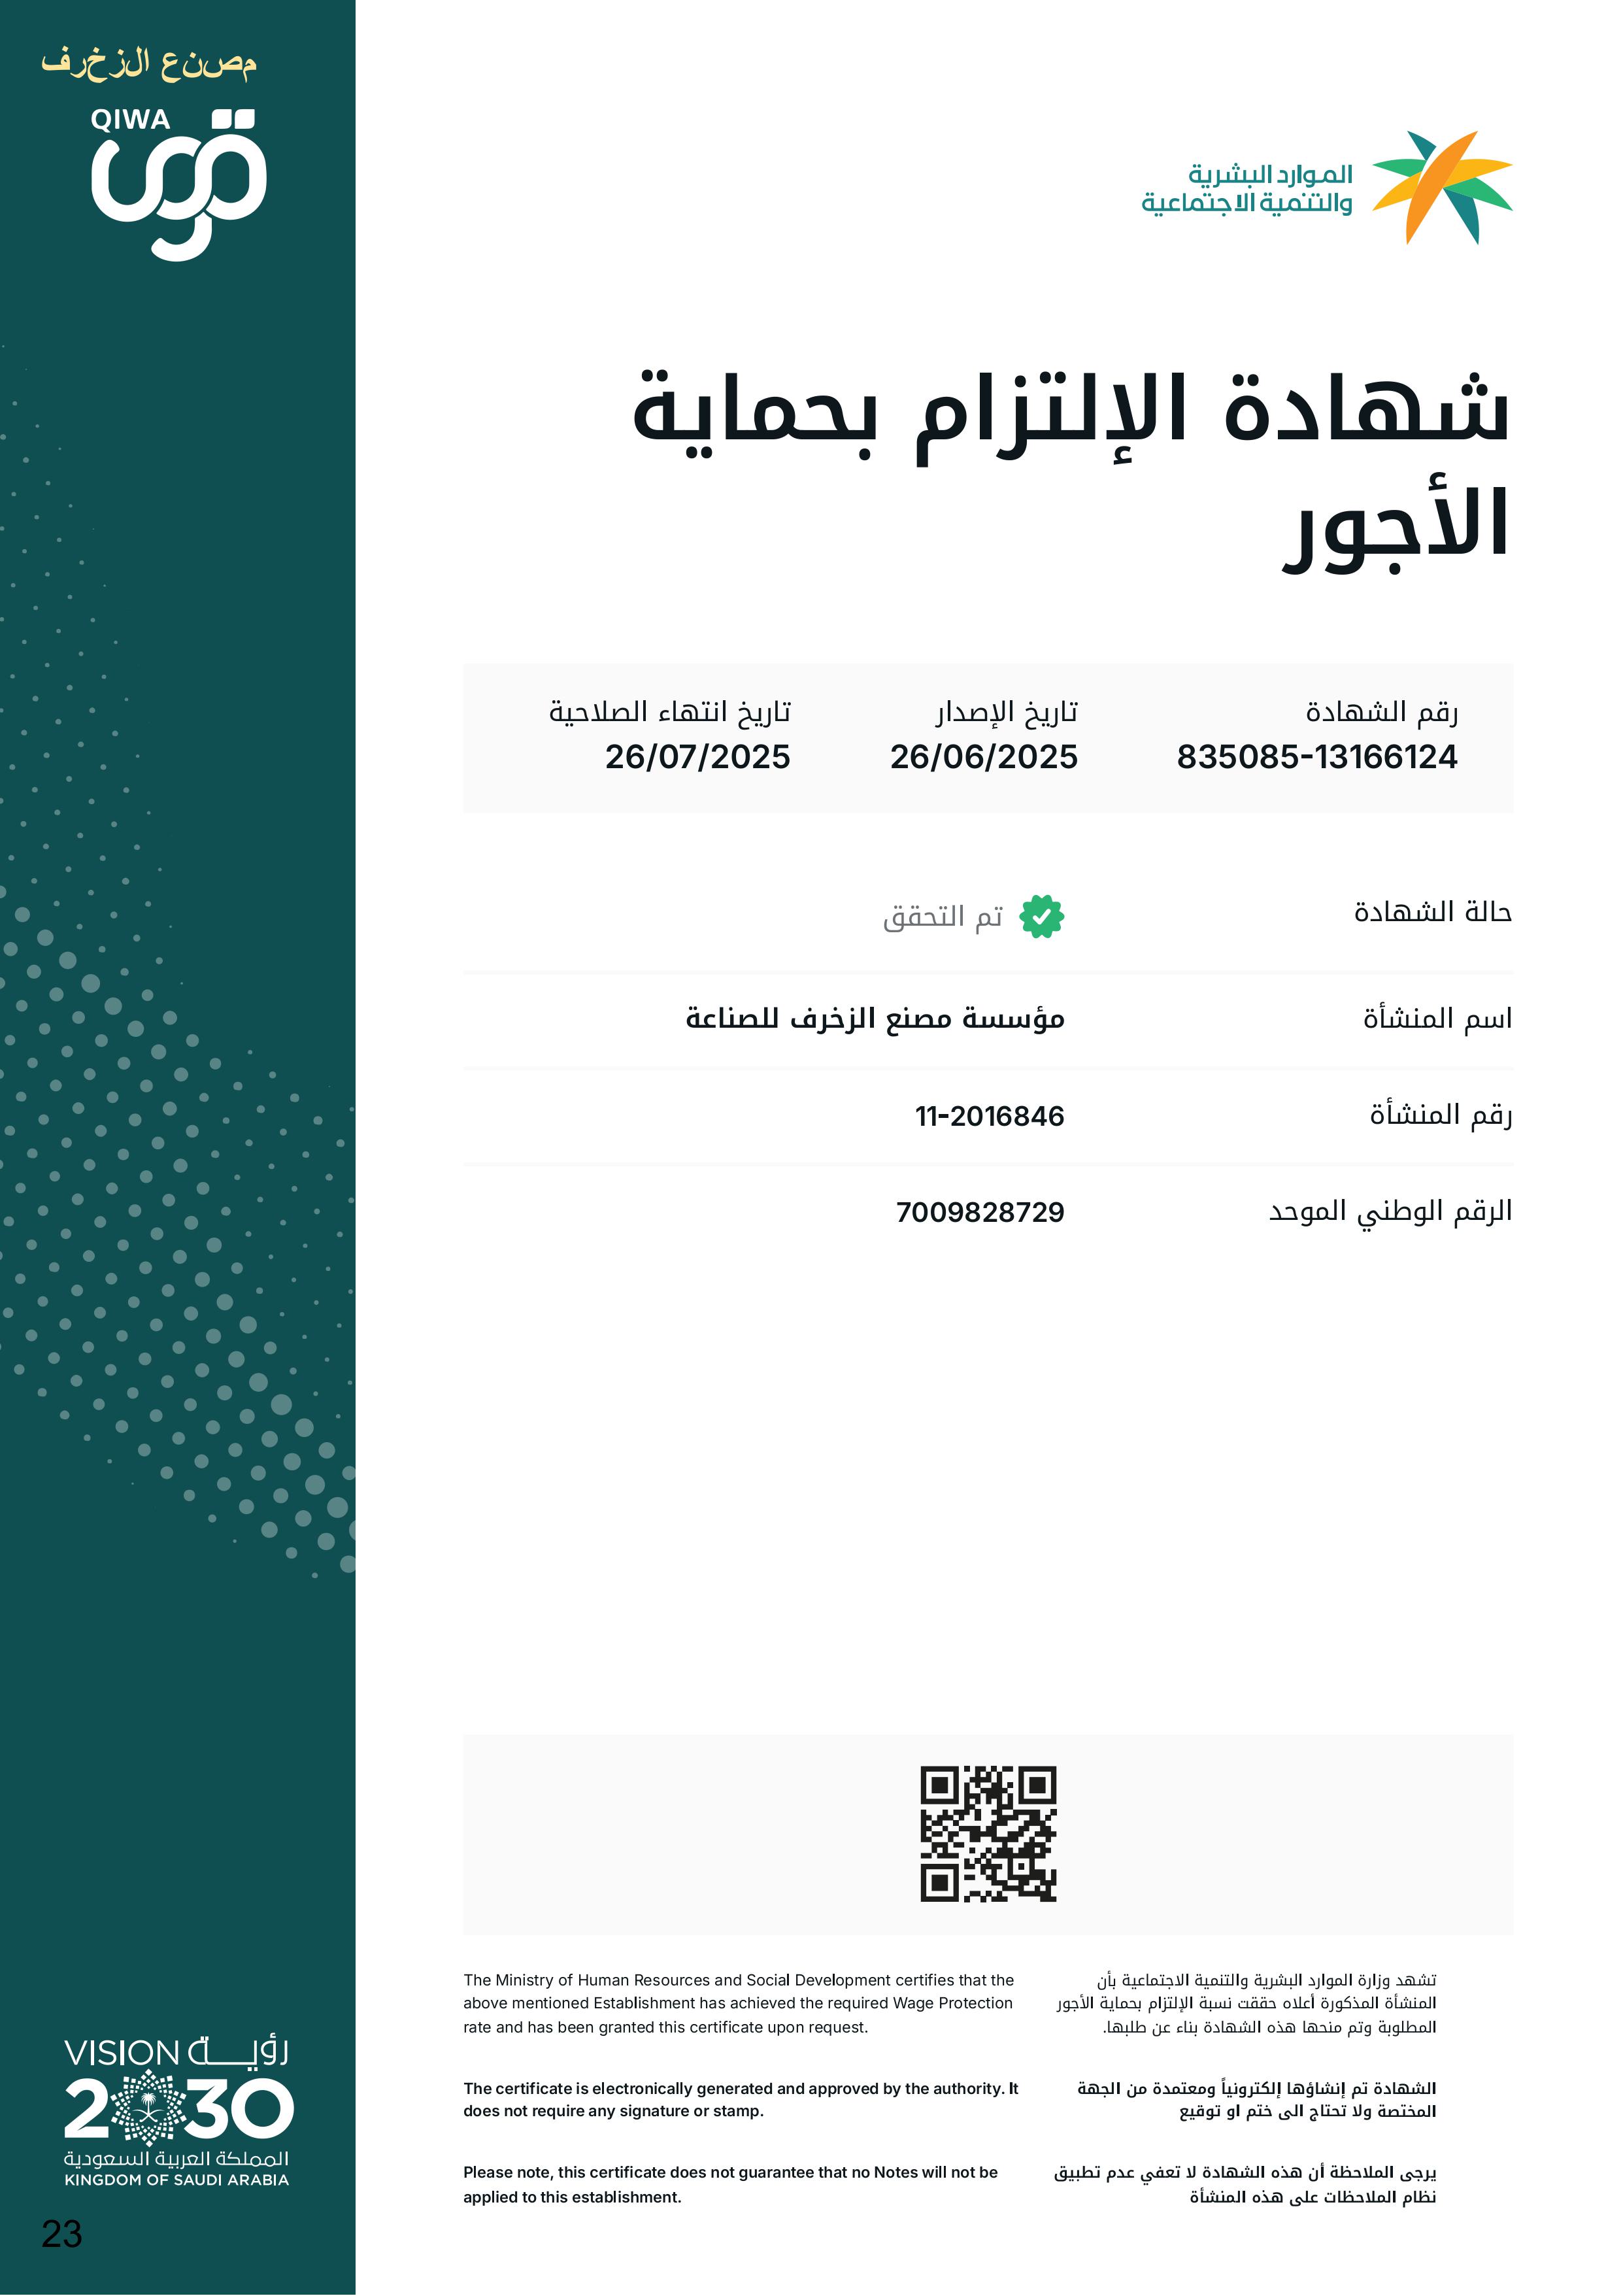 مصنع الزخرف
QIWA
قوى
الموارد البشرية
والتنمية الاجتماعية
شهادة الإلتزام بحماية
الأجور
رقم الشهادة
835085-13166124
تاريخ الإصدار
26/06/2025
تاريخ انتهاء الصلاحية
26/07/2025
حالة الشهادة
تم التحقق
اسم المنشأة
مؤسسة مصنع الزخرف للصناعة
رقم المنشأة
11-2016846
الرقم الوطني الموحد
7009828729
تشهد وزارة الموارد البشرية والتنمية الاجتماعية بأن
المنشأة المذكورة أعلاه حققت نسبة الإلتزام بحماية الأجور
المطلوبة وتم منحها هذه الشهادة بناء عن طلبها.
الشهادة تم إنشاؤها إلكترونياً ومعتمدة من الجهة
المختصة ولا تحتاج الى ختم او توقيع
يرجى الملاحظة أن هذه الشهادة لا تعفي عدم تطبيق
نظام الملاحظات على هذه المنشأة
The Ministry of Human Resources and Social Development certifies that the
above mentioned Establishment has achieved the required Wage Protection
rate and has been granted this certificate upon request.
The certificate is electronically generated and approved by the authority. It
does not require any signature or stamp.
Please note, this certificate does not guarantee that no Notes will not be
applied to this establishment.
VISION رؤيــة
2030
المملكة العربية السعودية
KINGDOM OF SAUDI ARABIA
23